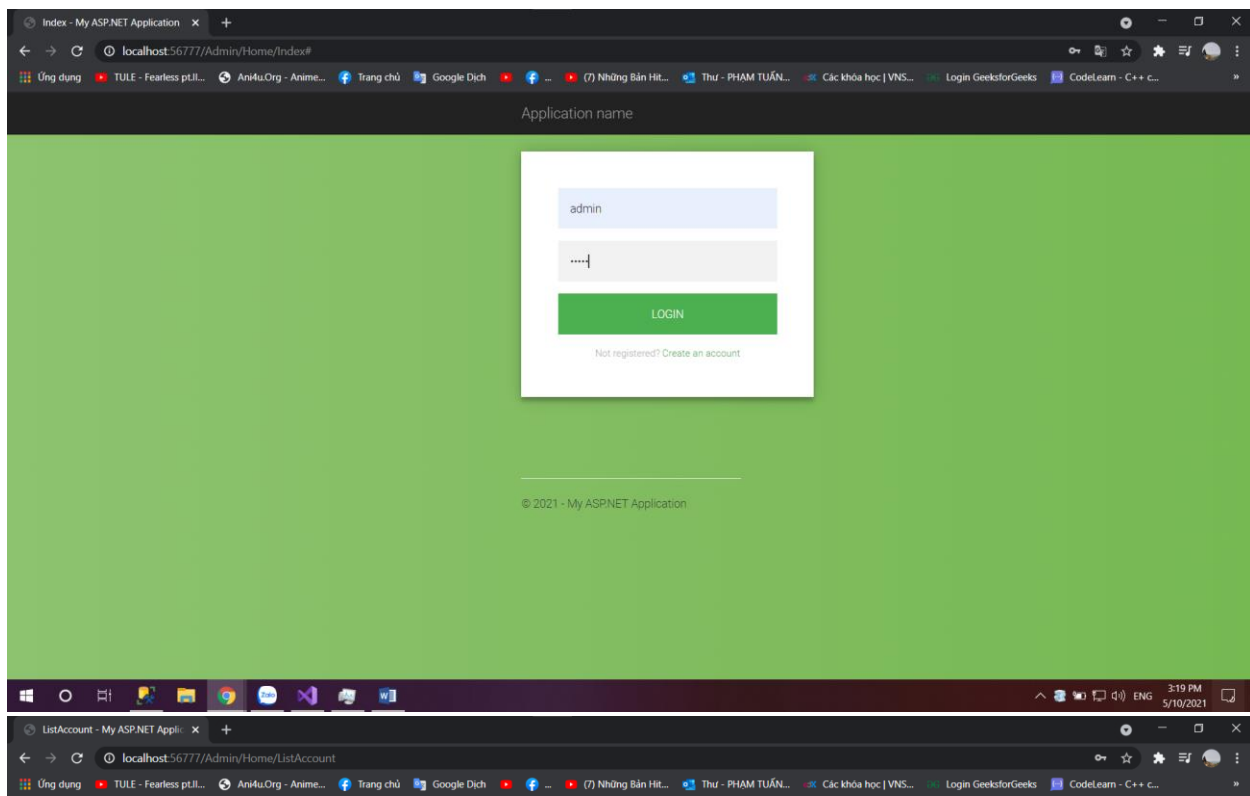 Index - My ASP.NET Application
localhost:56777/Admin/Home/Index#
Ứng dụng TULE - Fearless pt.II... Ani4u.Org - Anime... Trang chủ Google Dịch ... (7) Những Bản Hit... Thư - PHẠM TUẤN... Các khóa học | VNS... Login GeeksforGeeks CodeLearn - C++ c... »
Application name
admin
•••••
LOGIN
Not registered? Create an account
© 2021 - My ASP.NET Application
Zalo ENG 3:19 PM
5/10/2021
ListAccount - My ASP.NET Applic
localhost:56777/Admin/Home/ListAccount
Ứng dụng TULE - Fearless pt.II... Ani4u.Org - Anime... Trang chủ Google Dịch ... (7) Những Bản Hit... Thư - PHẠM TUẤN... Các khóa học | VNS... Login GeeksforGeeks CodeLearn - C++ c... »